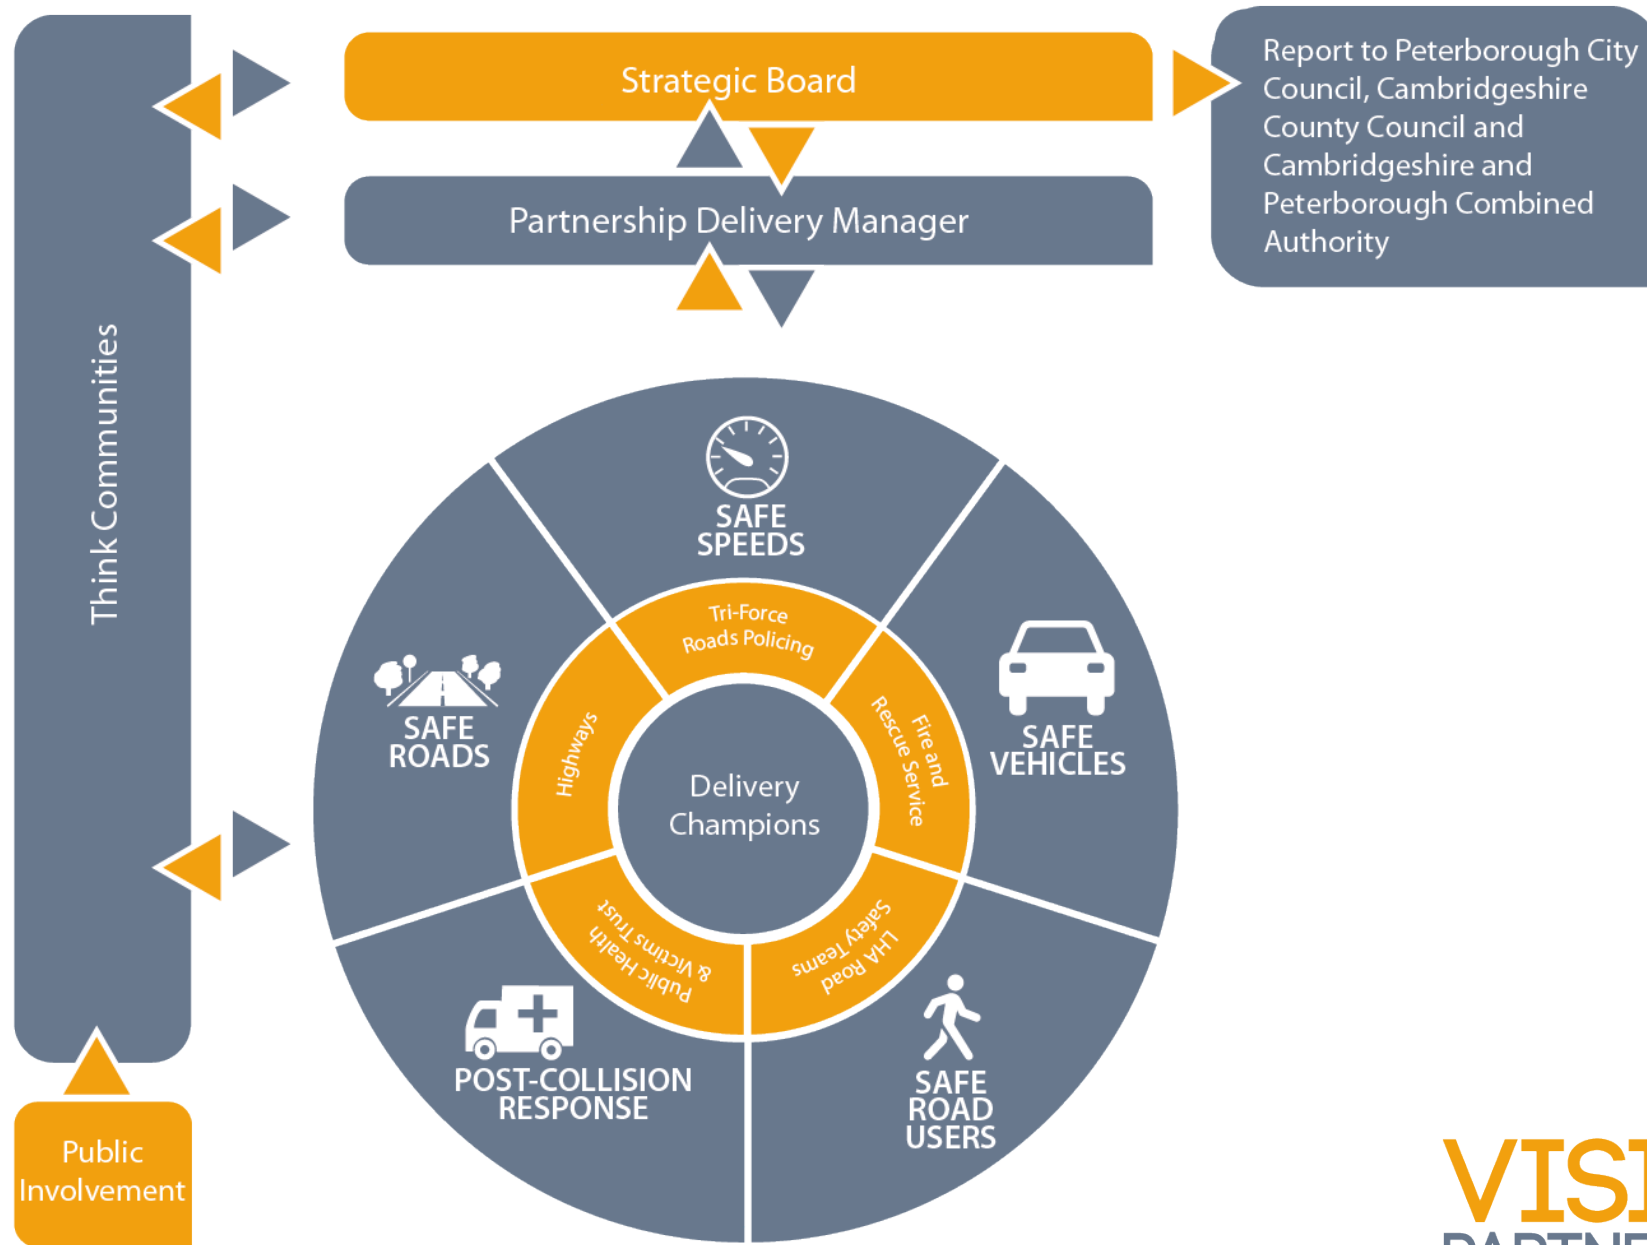 Strategic Board
Report to Peterborough City
Council, Cambridgeshire
County Council and
Cambridgeshire and
Peterborough Combined
Authority
Partnership Delivery Manager
Think Communities
SAFE
SPEEDS
Tri-Force
Roads Policing
SAFE
VEHICLES
Fire and
Rescue Service
SAFE
ROADS
Highways
Delivery
Champions
LHA Road
Safety Teams
SAFE
ROAD
USERS
Public Health
& Victims Trust
POST-COLLISION
RESPONSE
Public
Involvement